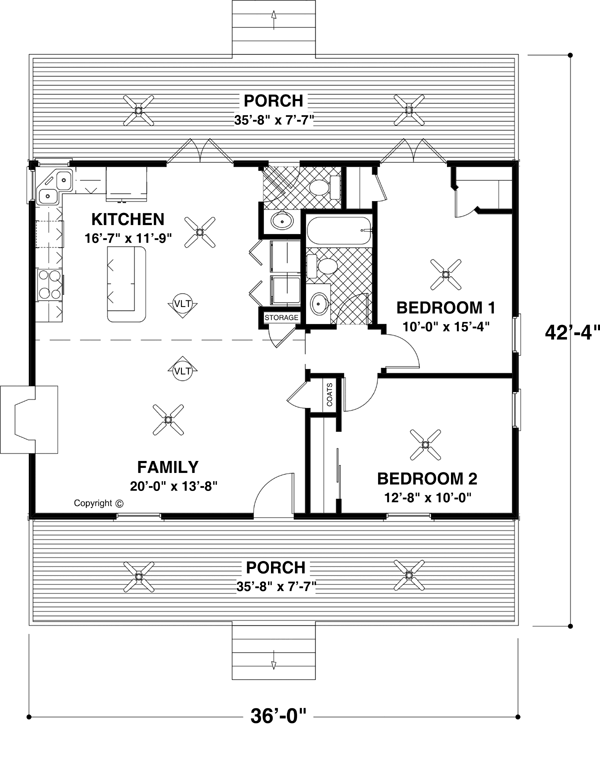 PORCH
35'-8" x 7'-7"
KITCHEN
16'-7" x 11'-9"
VLT
STORAGE
BEDROOM 1
10'-0" x 15'-4"
42'-4"
VLT
COATS
FAMILY
20'-0" x 13'-8"
BEDROOM 2
12'-8" x 10'-0"
Copyright ©
PORCH
35'-8" x 7'-7"
36'-0"